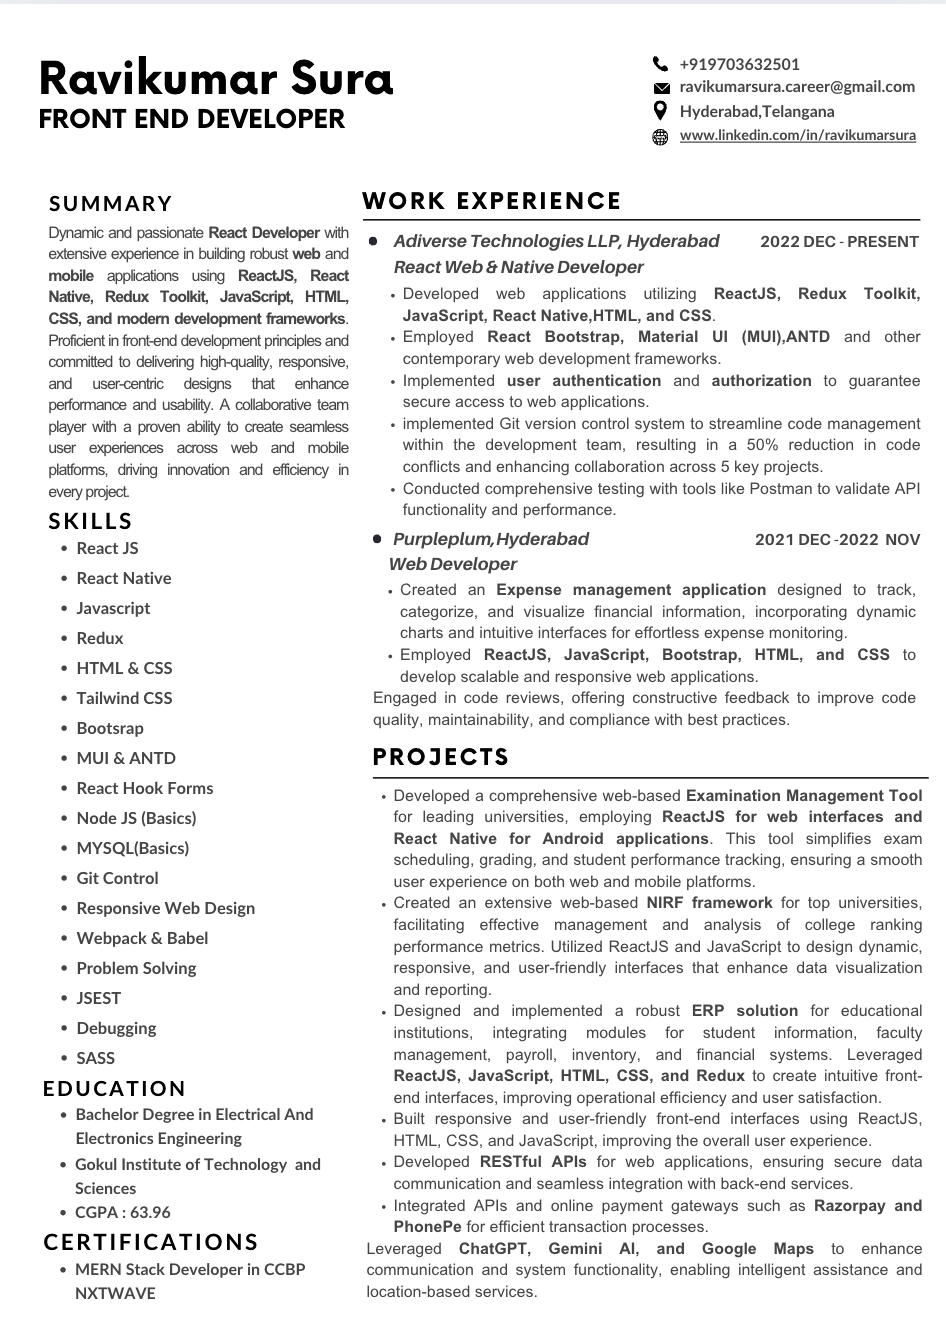 Ravikumar Sura
FRONT END DEVELOPER
+919703632501
ravikumarsura.career@gmail.com
Hyderabad,Telangana
www.linkedin.com/in/ravikumarsura
SUMMARY
Dynamic and passionate React Developer with
extensive experience in building robust web and
mobile applications using ReactJS, React
Native, Redux Toolkit, JavaScript, HTML,
CSS, and modern development frameworks.
Proficient in front-end development principles and
committed to delivering high-quality, responsive,
and user-centric designs that enhance
performance and usability. A collaborative team
player with a proven ability to create seamless
user experiences across web and mobile
platforms, driving innovation and efficiency in
every project.
SKILLS
• React JS
• React Native
• Javascript
• Redux
• HTML & CSS
• Tailwind CSS
• Bootsrap
• MUI & ANTD
• React Hook Forms
• Node JS (Basics)
• MYSQL(Basics)
• Git Control
• Responsive Web Design
• Webpack & Babel
• Problem Solving
• JSEST
• Debugging
• SASS
EDUCATION
• Bachelor Degree in Electrical And
Electronics Engineering
• Gokul Institute of Technology and
Sciences
• CGPA : 63.96
CERTIFICATIONS
• MERN Stack Developer in CCBP
NXTWAVE
WORK EXPERIENCE
• Adiverse Technologies LLP, Hyderabad 2022 DEC - PRESENT
React Web & Native Developer
• Developed web applications utilizing ReactJS, Redux Toolkit,
JavaScript, React Native,HTML, and CSS.
• Employed React Bootstrap, Material UI (MUI),ANTD and other
contemporary web development frameworks.
• Implemented user authentication and authorization to guarantee
secure access to web applications.
• implemented Git version control system to streamline code management
within the development team, resulting in a 50% reduction in code
conflicts and enhancing collaboration across 5 key projects.
• Conducted comprehensive testing with tools like Postman to validate API
functionality and performance.
• Purpleplum,Hyderabad 2021 DEC -2022 NOV
Web Developer
• Created an Expense management application designed to track,
categorize, and visualize financial information, incorporating dynamic
charts and intuitive interfaces for effortless expense monitoring.
• Employed ReactJS, JavaScript, Bootstrap, HTML, and CSS to
develop scalable and responsive web applications.
Engaged in code reviews, offering constructive feedback to improve code
quality, maintainability, and compliance with best practices.
PROJECTS
• Developed a comprehensive web-based Examination Management Tool
for leading universities, employing ReactJS for web interfaces and
React Native for Android applications. This tool simplifies exam
scheduling, grading, and student performance tracking, ensuring a smooth
user experience on both web and mobile platforms.
• Created an extensive web-based NIRF framework for top universities,
facilitating effective management and analysis of college ranking
performance metrics. Utilized ReactJS and JavaScript to design dynamic,
responsive, and user-friendly interfaces that enhance data visualization
and reporting.
• Designed and implemented a robust ERP solution for educational
institutions, integrating modules for student information, faculty
management, payroll, inventory, and financial systems. Leveraged
ReactJS, JavaScript, HTML, CSS, and Redux to create intuitive front-
end interfaces, improving operational efficiency and user satisfaction.
• Built responsive and user-friendly front-end interfaces using ReactJS,
HTML, CSS, and JavaScript, improving the overall user experience.
• Developed RESTful APIs for web applications, ensuring secure data
communication and seamless integration with back-end services.
• Integrated APIs and online payment gateways such as Razorpay and
PhonePe for efficient transaction processes.
Leveraged ChatGPT, Gemini AI, and Google Maps to enhance
communication and system functionality, enabling intelligent assistance and
location-based services.